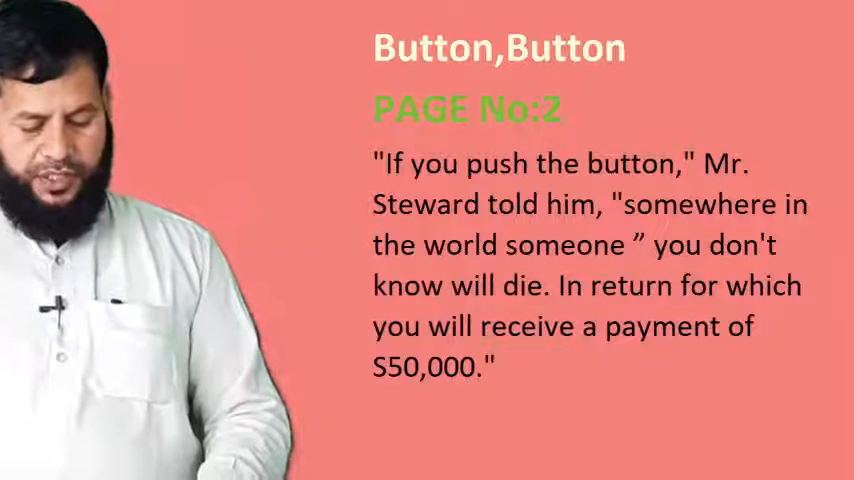 Button,Button
PAGE No:2
"If you push the button," Mr.
Steward told him, "somewhere in
the world someone ” you don't
know will die. In return for which
you will receive a payment of
S50,000."